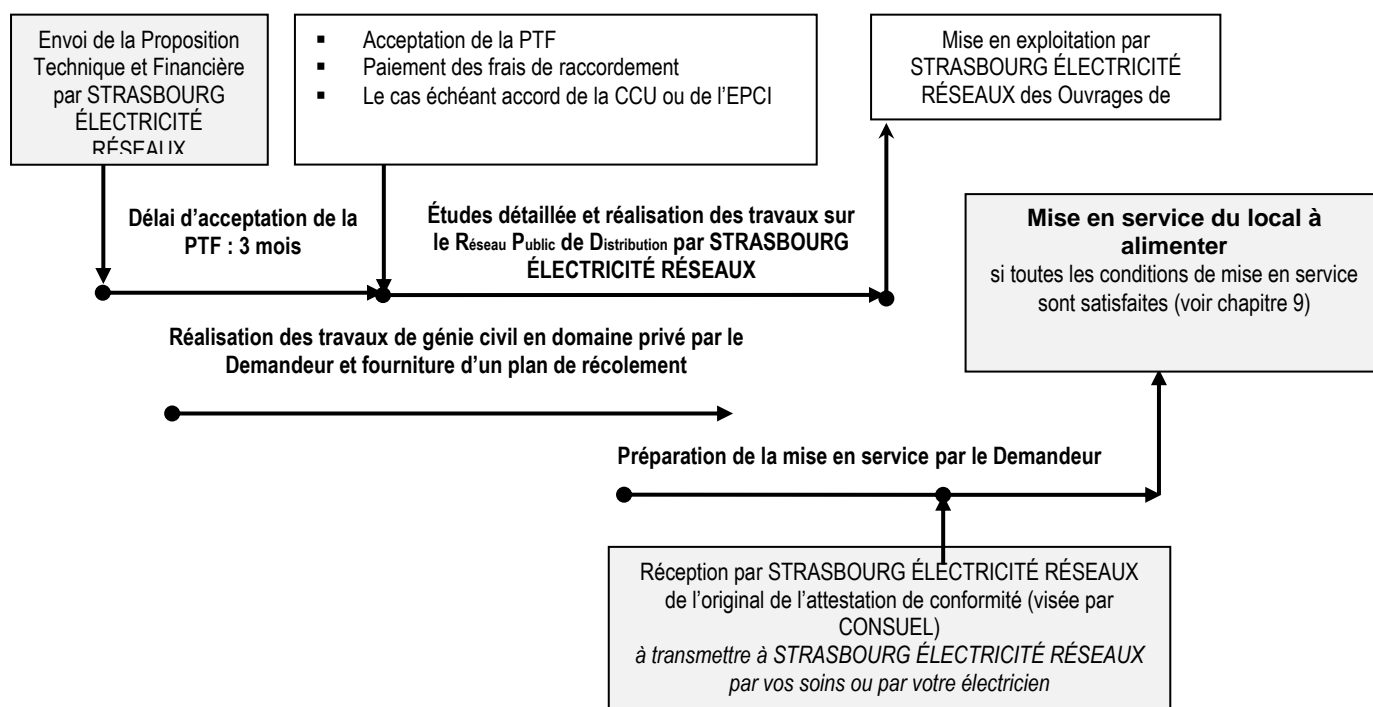 Envoi de la Proposition
Technique et Financière
par STRASBOURG
ÉLECTRICITÉ
RÉSEAUX
▪ Acceptation de la PTF
▪ Paiement des frais de raccordement
▪ Le cas échéant accord de la CCU ou de l’EPCI
Mise en exploitation par
STRASBOURG ÉLECTRICITÉ
RÉSEAUX des Ouvrages de
Délai d’acceptation de la
PTF : 3 mois
Études détaillée et réalisation des travaux sur
le Réseau Public de Distribution par STRASBOURG
ÉLECTRICITÉ RÉSEAUX
Mise en service du local à
alimenter
si toutes les conditions de mise en service
sont satisfaites (voir chapitre 9)
Réalisation des travaux de génie civil en domaine privé par le
Demandeur et fourniture d’un plan de récolement
Préparation de la mise en service par le Demandeur
Réception par STRASBOURG ÉLECTRICITÉ RÉSEAUX
de l’original de l’attestation de conformité (visée par
CONSUEL)
à transmettre à STRASBOURG ÉLECTRICITÉ RÉSEAUX
par vos soins ou par votre électricien